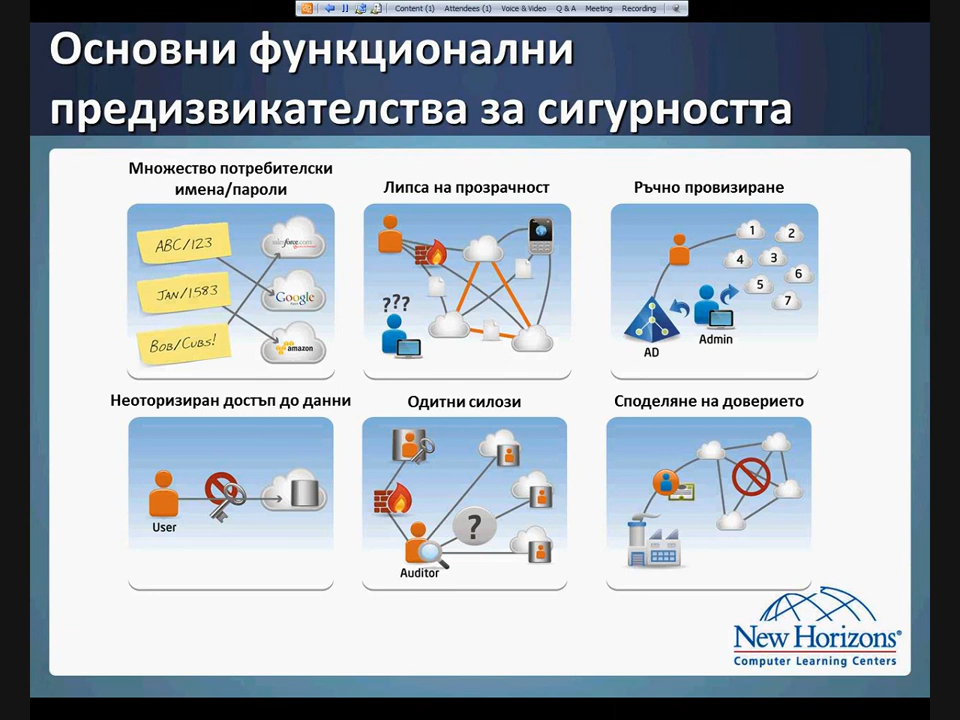 Content (1) Attendees (1) Voice & Video Q & A Meeting Recording
Основни функционални
предизвикателства за сигурността
Множество потребителски
имена/пароли
Липса на прозрачност
Ръчно провизиране
ABC/123
salesforce.com
JAN/1583
Google
BOB/CUBS!
amazon
???
1
2
3
4
5
6
7
AD
Admin
Неоторизиран достъп до данни
Одитни силози
Споделяне на доверието
User
?
Auditor
New Horizons®
Computer Learning Centers